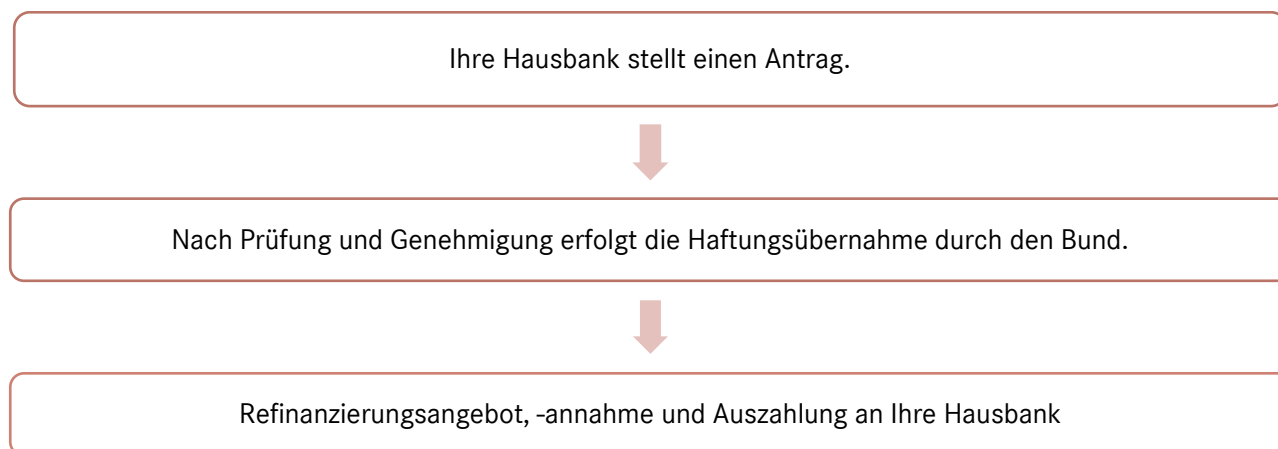 Ihre Hausbank stellt einen Antrag.
Nach Prüfung und Genehmigung erfolgt die Haftungsübernahme durch den Bund.
Refinanzierungsangebot, -annahme und Auszahlung an Ihre Hausbank